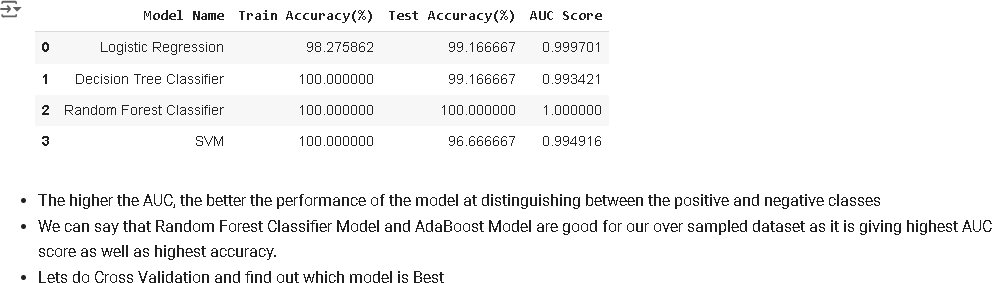 Model Name Train Accuracy(%) Test Accuracy(%) AUC Score
0 Logistic Regression 98.275862 99.166667 0.999701
1 Decision Tree Classifier 100.000000 99.166667 0.993421
2 Random Forest Classifier 100.000000 100.000000 1.000000
3 SVM 100.000000 96.666667 0.994916
• The higher the AUC, the better the performance of the model at distinguishing between the positive and negative classes
• We can say that Random Forest Classifier Model and AdaBoost Model are good for our over sampled dataset as it is giving highest AUC
score as well as highest accuracy.
• Lets do Cross Validation and find out which model is Best